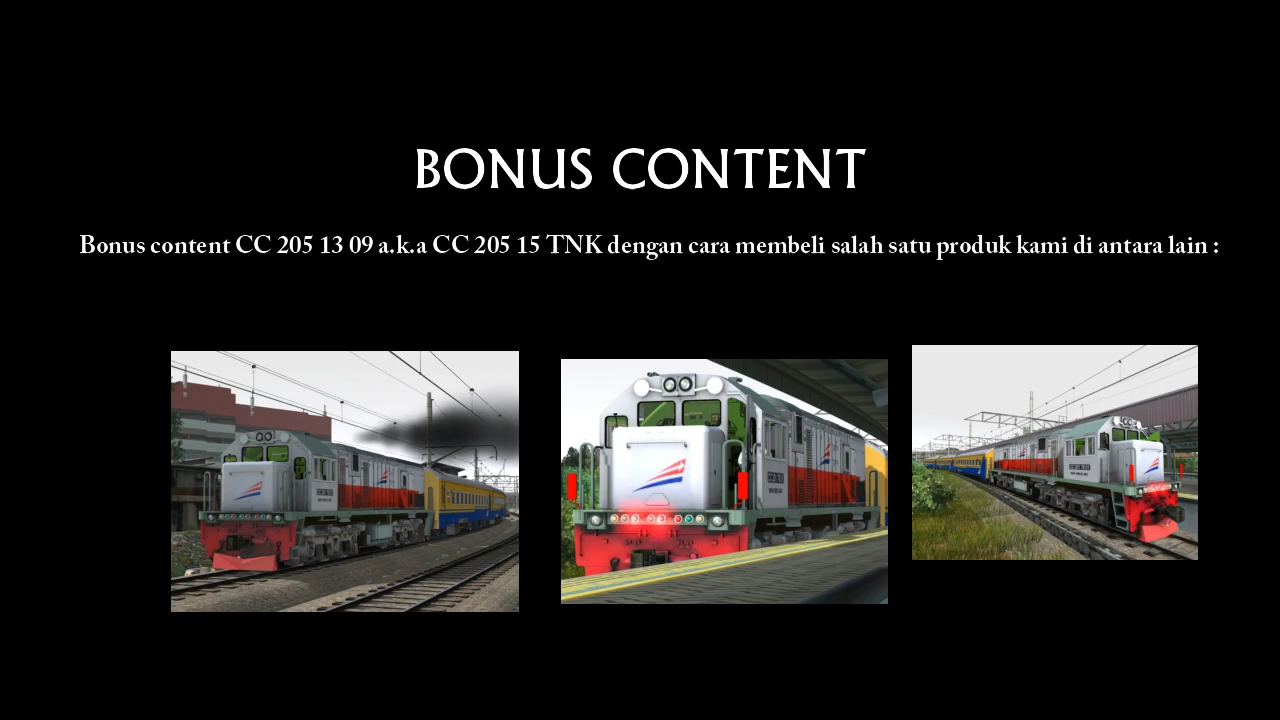 BONUS CONTENT
Bonus content CC 205 13 09 a.k.a CC 205 15 TNK dengan cara membeli salah satu produk kami di antara lain :